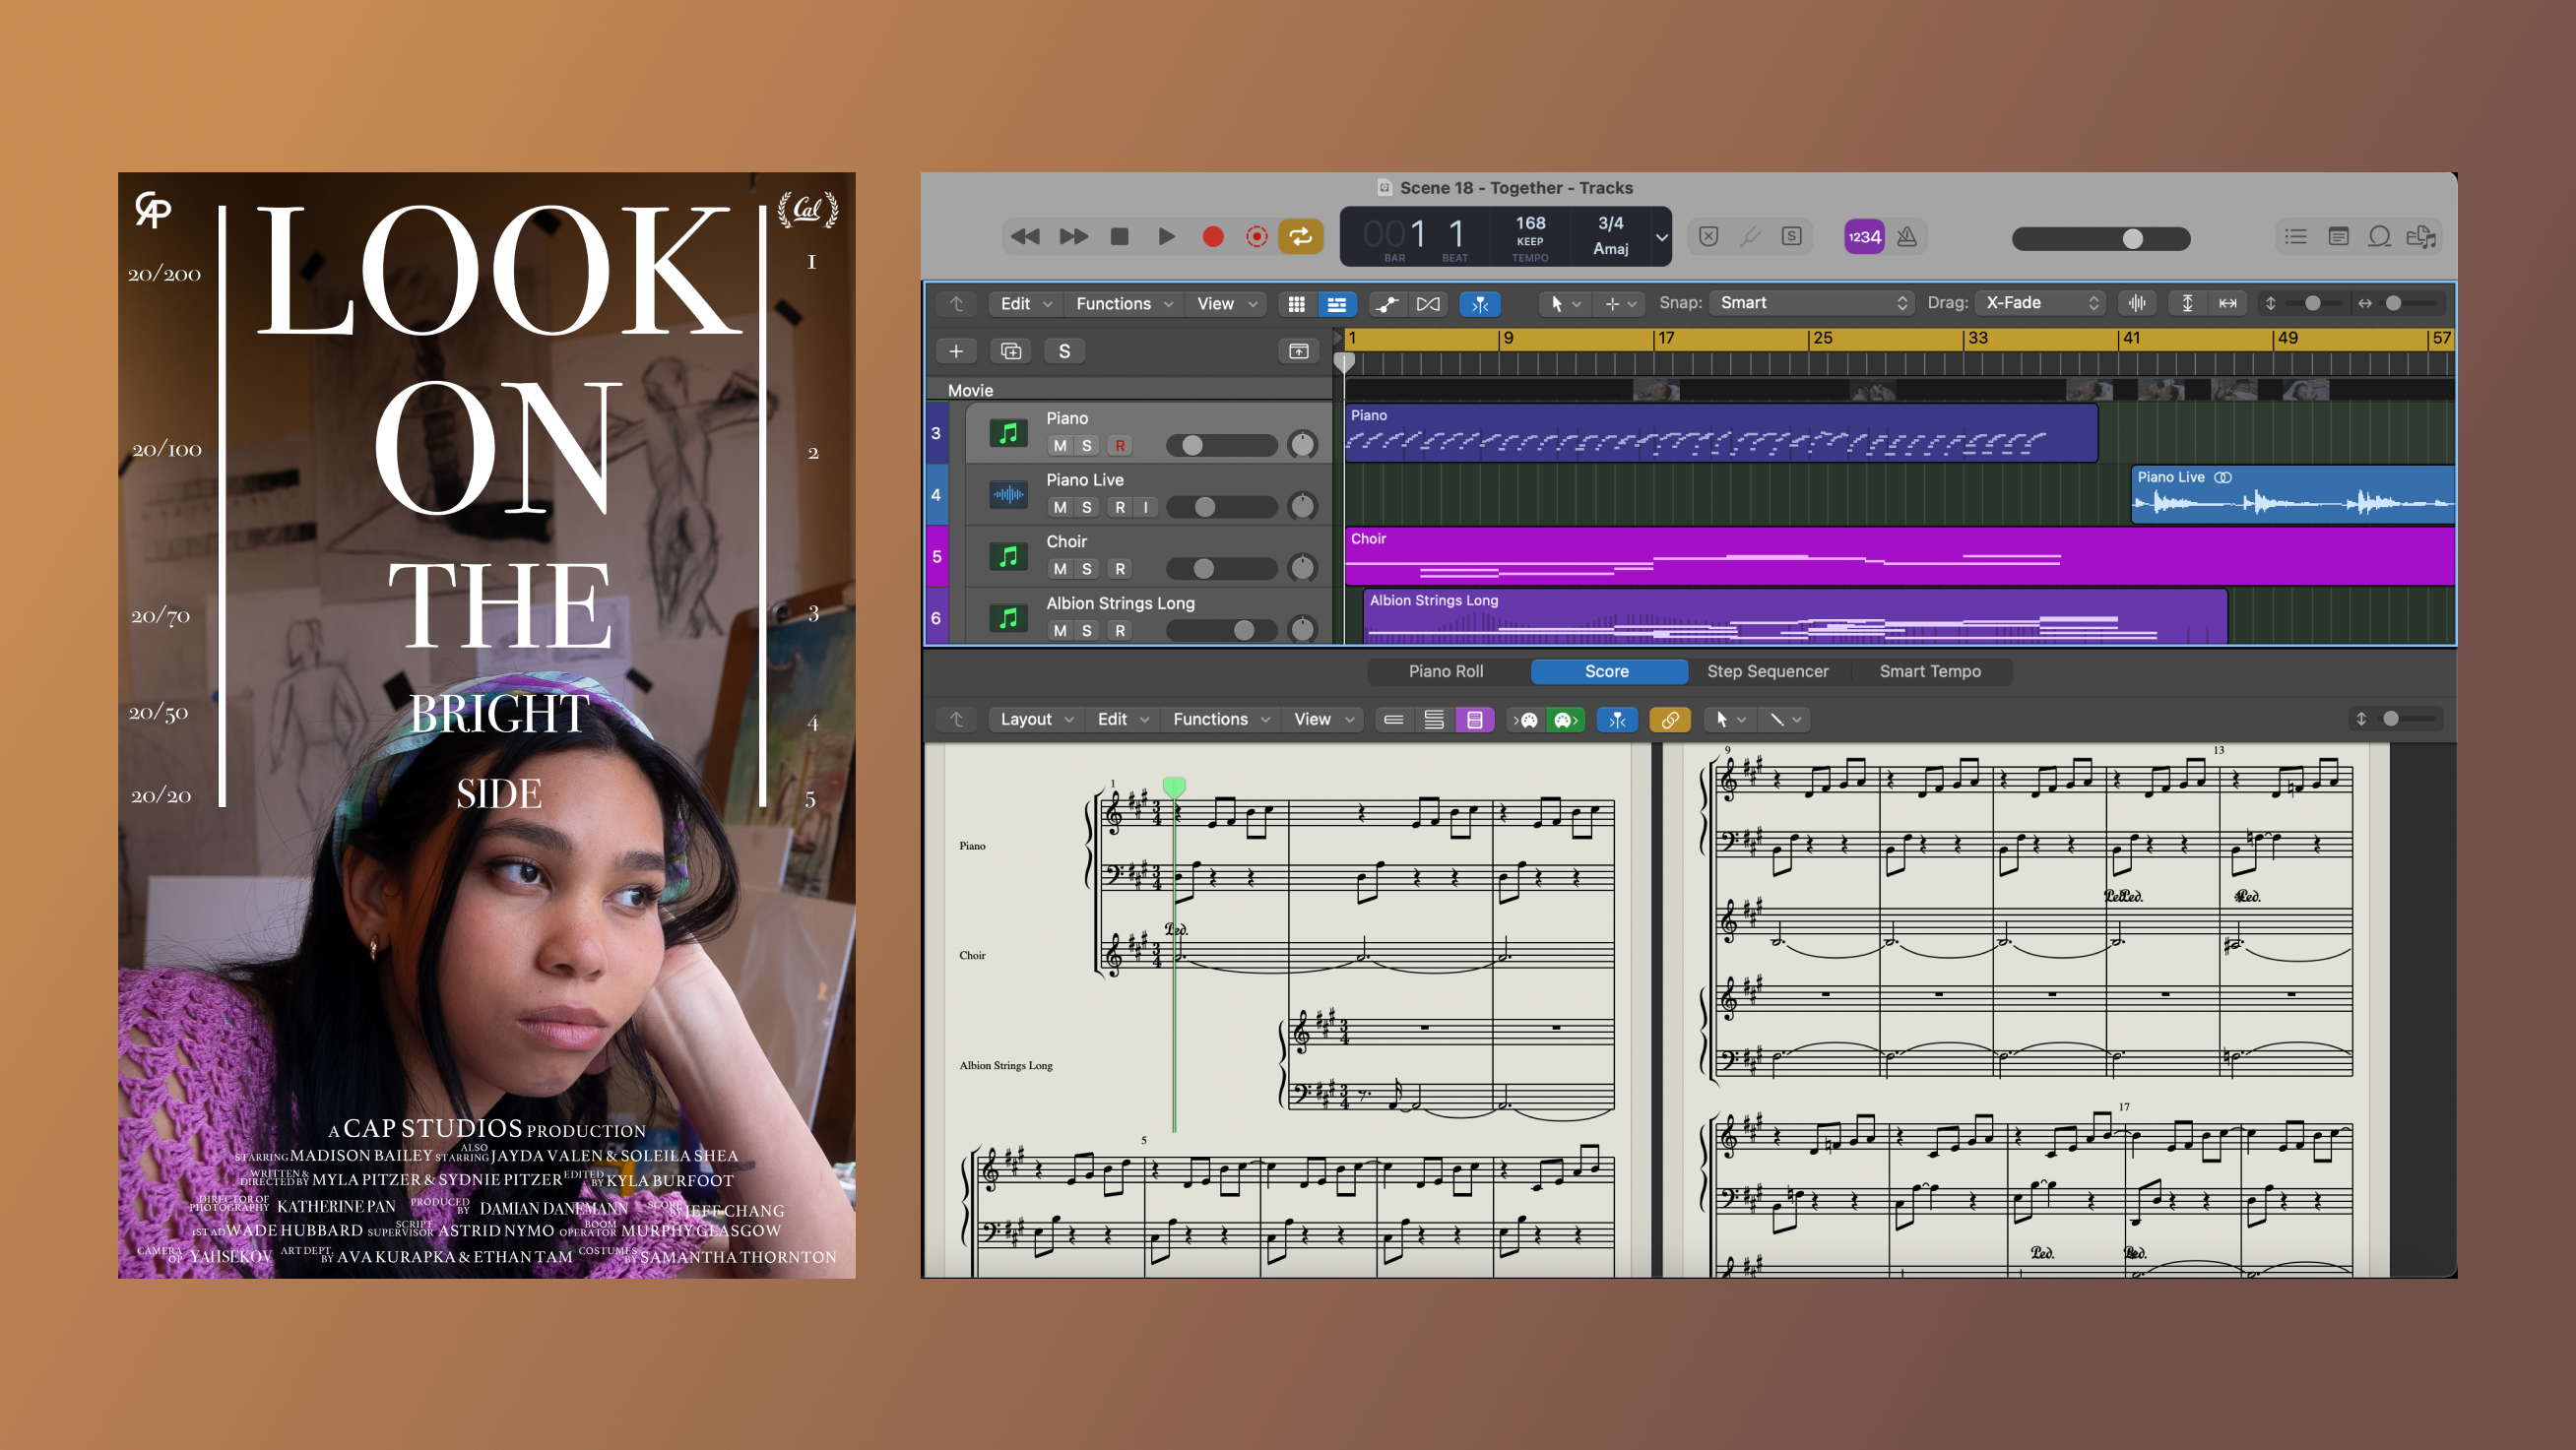 Cal
LOOK
ON
THE
BRIGHT
SIDE
20/200
20/100
20/70
20/50
20/20
1
2
3
4
5
A CAP STUDIOS PRODUCTION
STARRING MADISON BAILEY ALSO STARRING JAYDA VALEN & SOLEILA SHEA
WRITTEN & DIRECTED BY MYLA PITZER & SYDNIE PITZER EDITED BY KYLA BURFOOT
DIRECTOR OF PHOTOGRAPHY KATHERINE PAN PRODUCED BY DAMIAN DANEMANN SCORE BY JEFF CHANG
1ST AD WADE HUBBARD SCRIPT SUPERVISOR ASTRID NYMO BOOM OPERATOR MURPHY GLASGOW
CAMERA OP YAHSEKOV ART DEPT. BY AVA KURAPKA & ETHAN TAM COSTUMES BY SAMANTHA THORNTON
Scene 18 - Together - Tracks
001 1 168 3/4
KEEP Amaj
BAR BEAT TEMPO
S
1234
Edit Functions View Snap: Smart Drag: X-Fade
S
1 9 17 25 33 41 49 57
Movie
3 Piano
M S R
Piano
4 Piano Live
M S R I
Piano Live
5 Choir
M S R
Choir
6 Albion Strings Long
M S R
Albion Strings Long
Piano Roll Score Step Sequencer Smart Tempo
Layout Edit Functions View
1
Piano
3
4
Ped.
Choir
Albion Strings Long
5
9 13
Ped. Ped.
17
Ped. Ped.